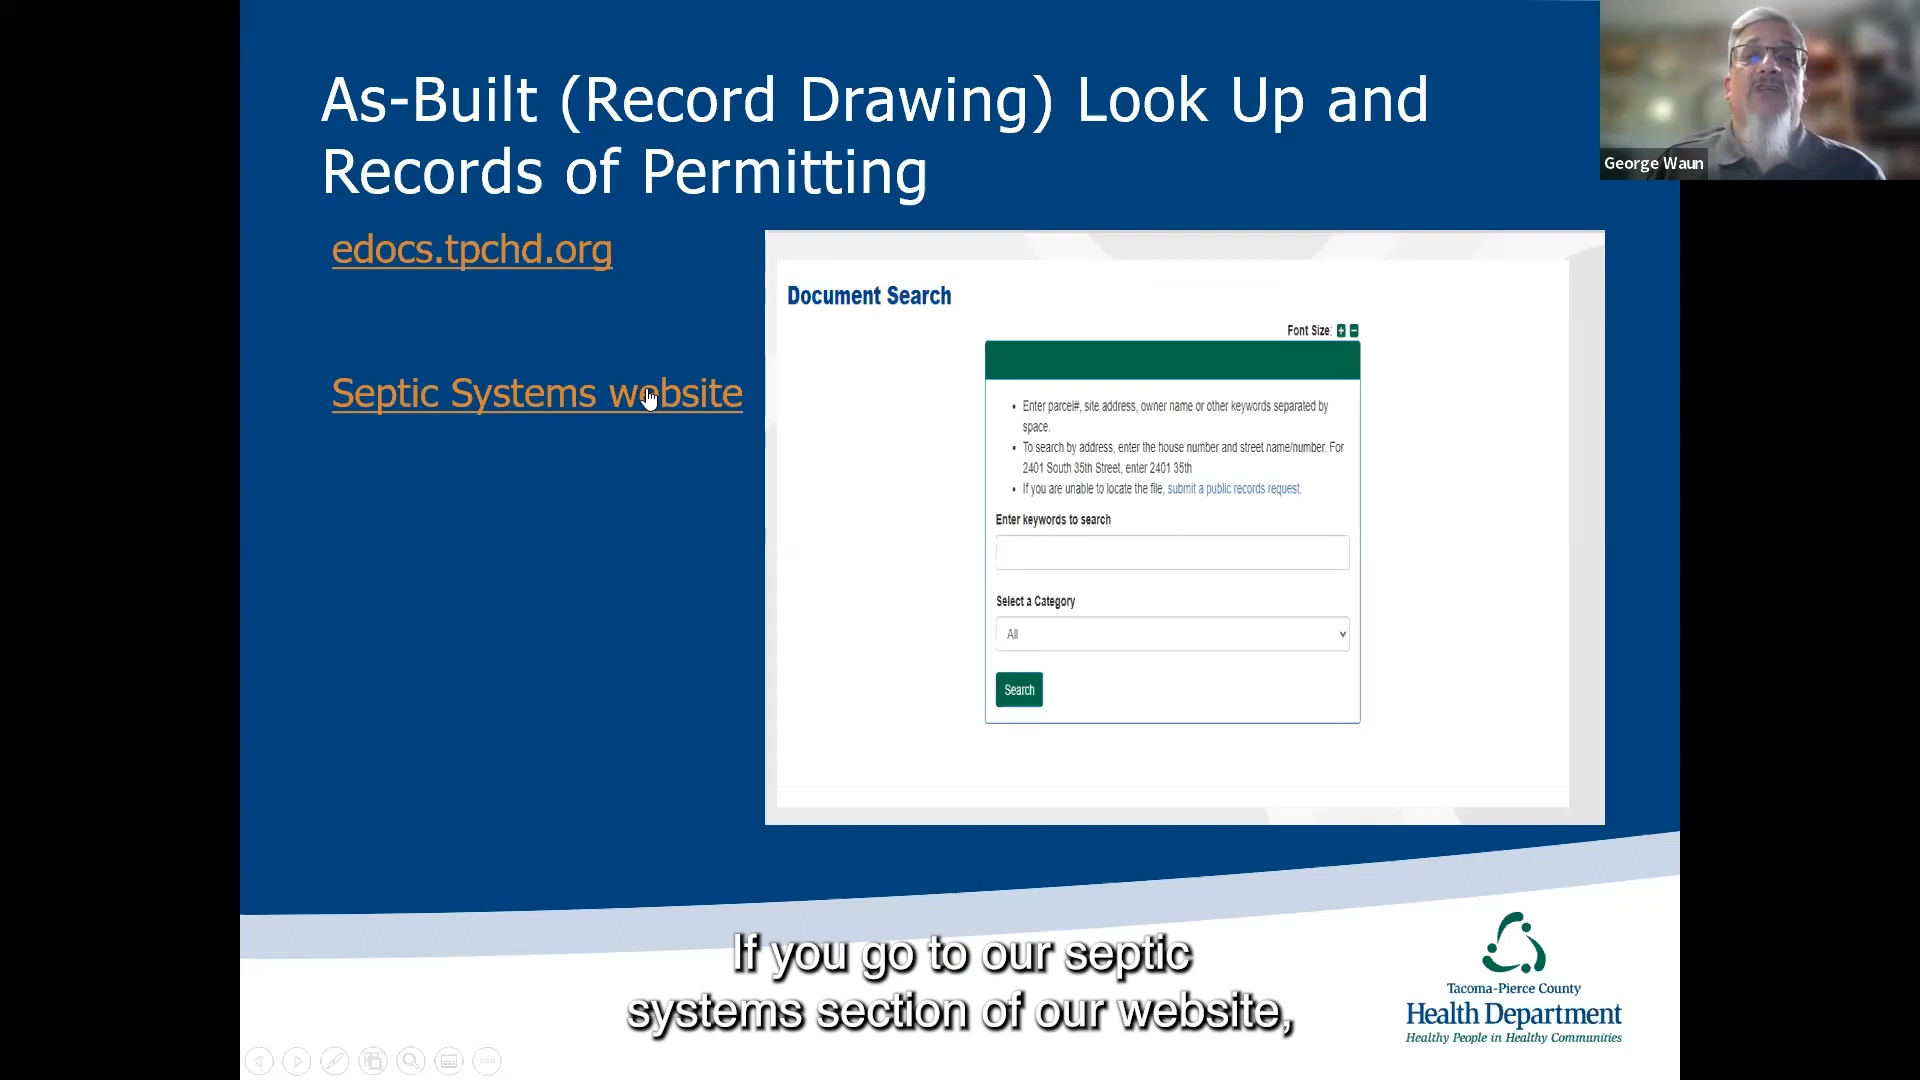 As-Built (Record Drawing) Look Up and
Records of Permitting
George Waun
edocs.tpchd.org
Septic Systems website
Document Search
Font Size:
Enter parcel#, site address, owner name or other keywords separated by
space.
To search by address, enter the house number and street name/number. For
2401 South 35th Street, enter 2401 35th
If you are unable to locate the file, submit a public records request.
Enter keywords to search
Select a Category
All
Search
If you go to our septic
systems section of our website,
Tacoma-Pierce County
Health Department
Healthy People in Healthy Communities